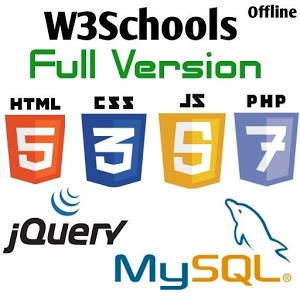 Offline
W3Schools
Full Version
HTML CSS JS PHP
5 3 5 7
jQuery
MySQL®